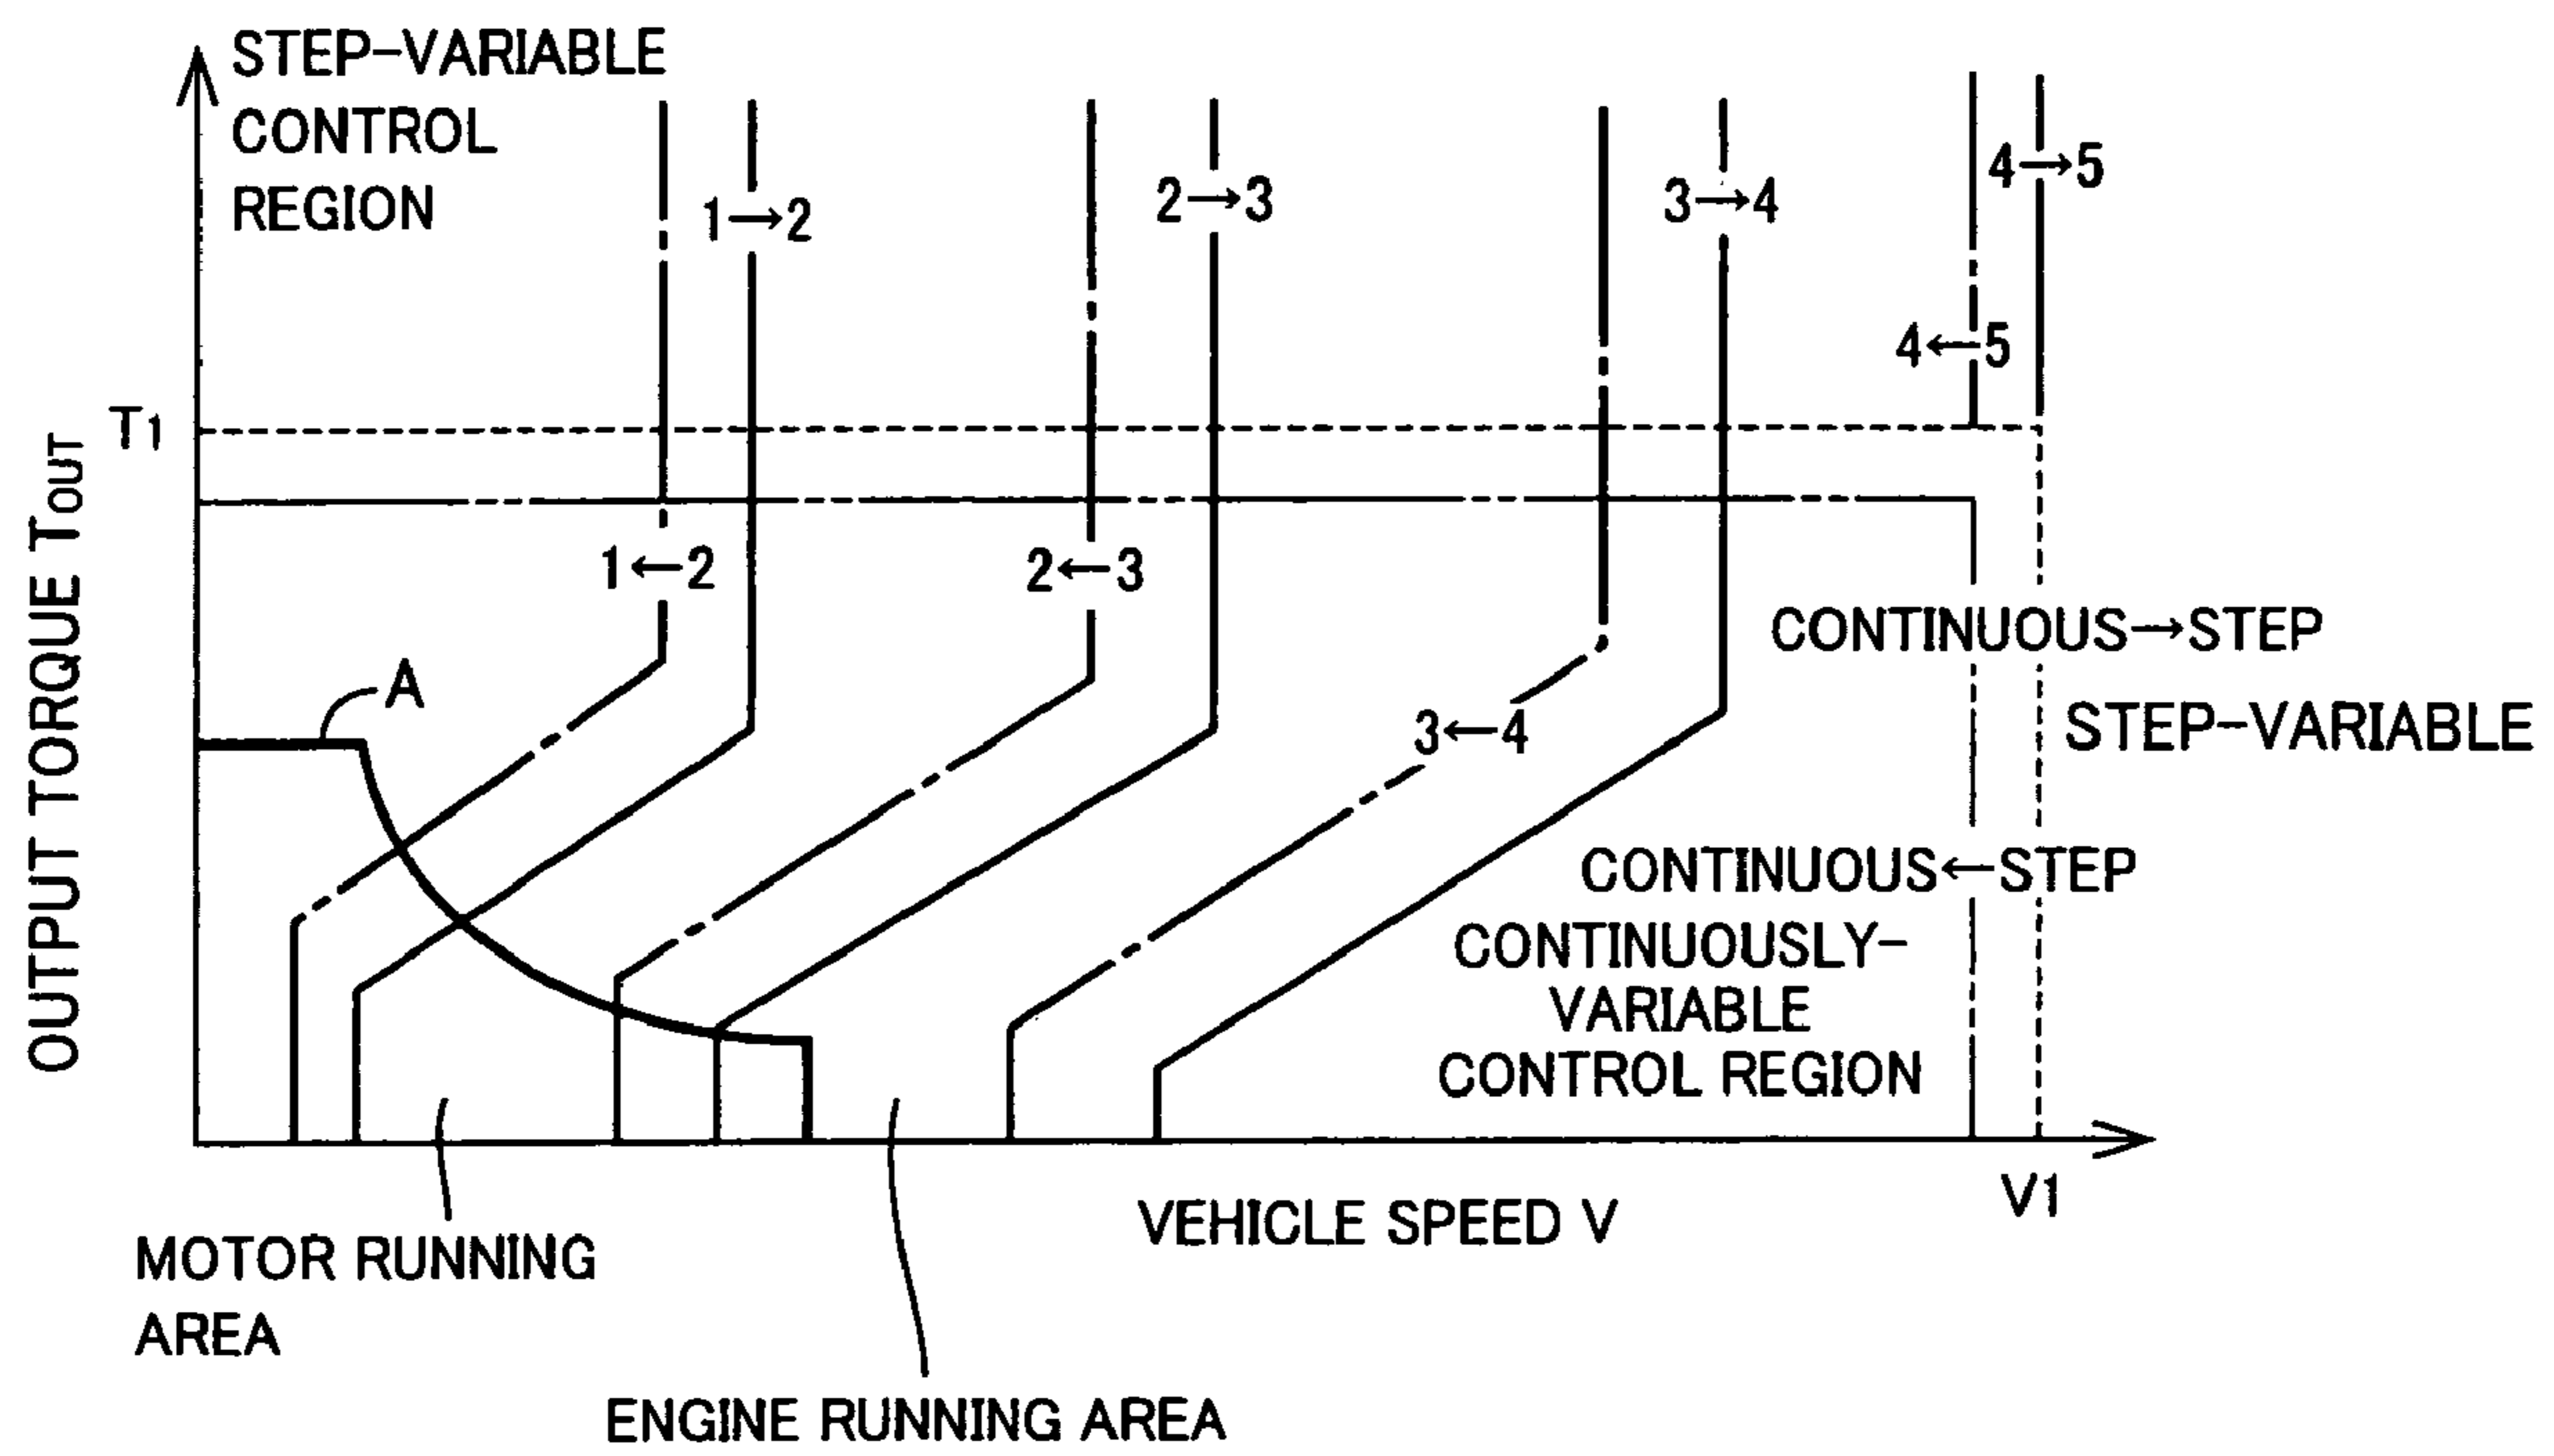 STEP-VARIABLE
CONTROL
REGION
1→2
2→3
3→4
4→5
4←5
T1
OUTPUT TORQUE TOUT
1←2
2←3
CONTINUOUS→STEP
A
3←4
STEP-VARIABLE
CONTINUOUS←STEP
CONTINUOUSLY-
VARIABLE
CONTROL REGION
V1
VEHICLE SPEED V
MOTOR RUNNING
AREA
ENGINE RUNNING AREA